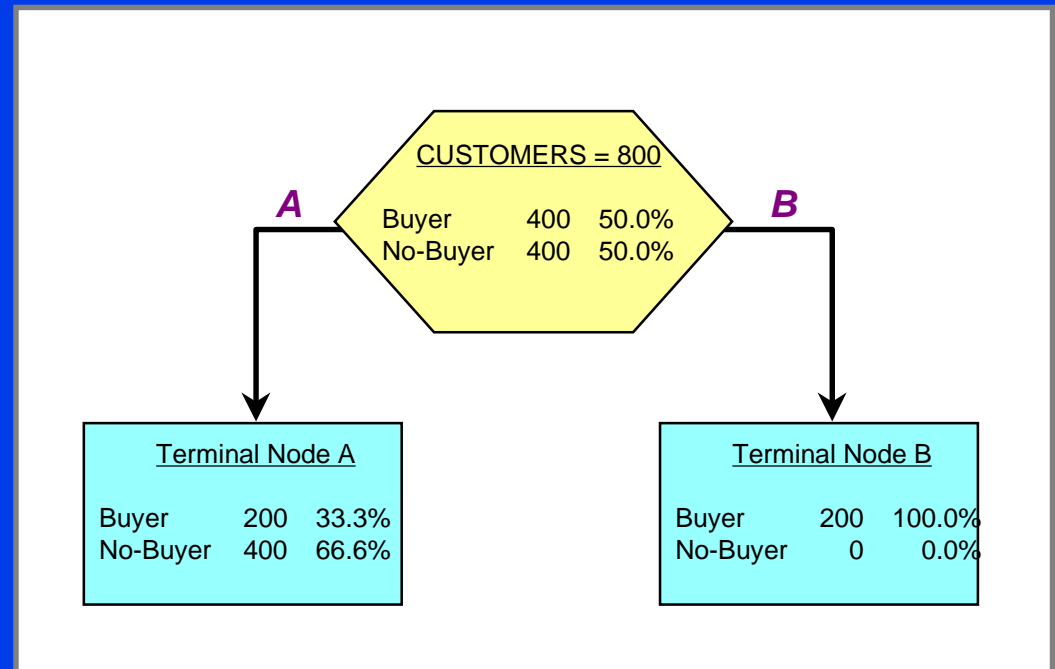 CUSTOMERS = 800
A
B
Buyer 400 50.0%
No-Buyer 400 50.0%
Terminal Node A
Buyer 200 33.3%
No-Buyer 400 66.6%
Terminal Node B
Buyer 200 100.0%
No-Buyer 0 0.0%